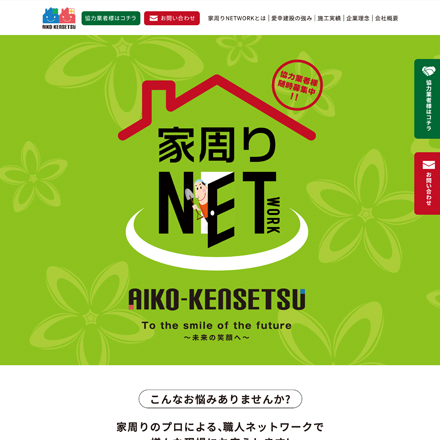 AIKO-KENSETSU
協力業者様はコチラ
お問い合わせ
家周りNETWORKとは
愛幸建設の強み
施工実績
企業理念
会社概要
協力業者様
随時募集中
!!
家周り
NETWORK
AIKO-KENSETSU
To the smile of the future
〜未来の笑顔へ〜
協力業者様はコチラ
お問い合わせ
こんなお悩みありませんか?
家周りのプロによる、職人ネットワークで